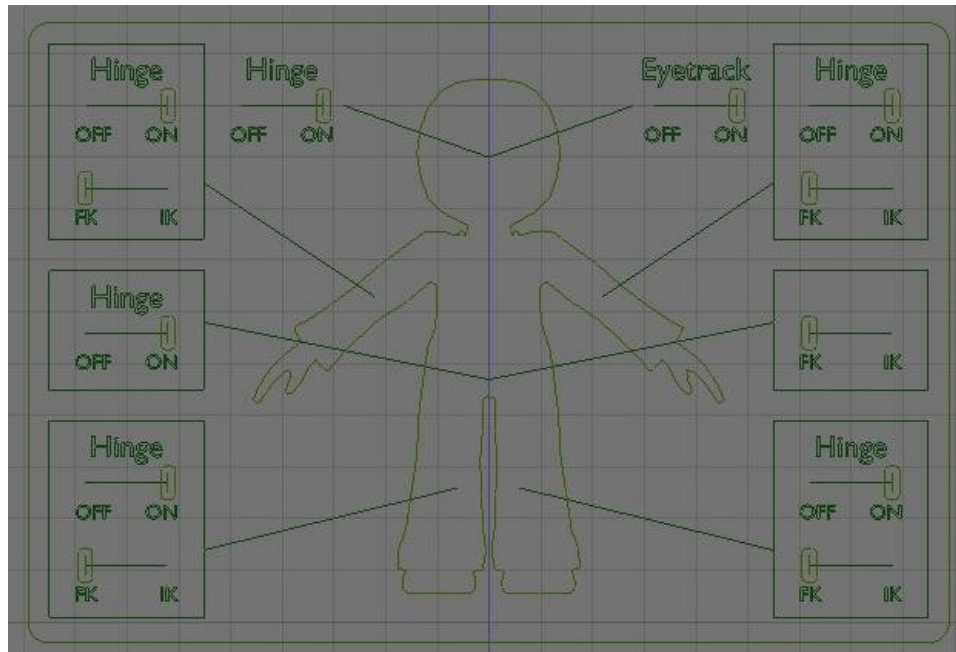 Hinge Hinge Eyetrack Hinge
OFF ON OFF ON OFF ON OFF ON
FK IK FK IK
Hinge
OFF ON FK IK
Hinge Hinge
OFF ON OFF ON
FK IK FK IK